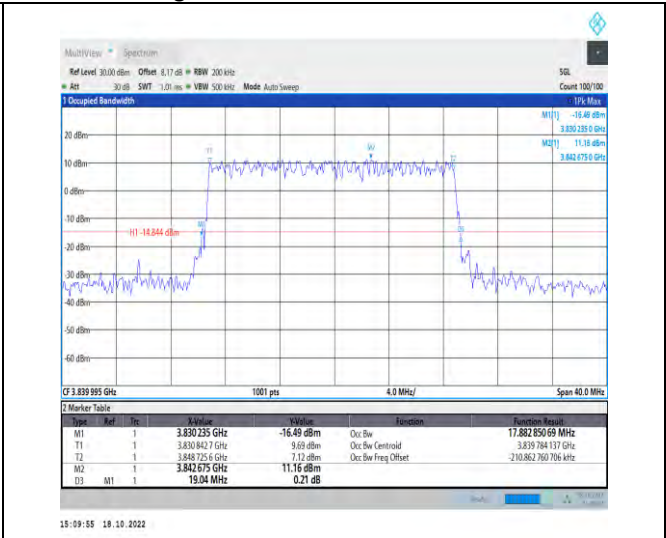 MultiView Spectrum
Ref Level 30.00 dBm Offset 8.17 dB RBW 200 kHz SGL
Att 30 dB SWT 1.01 ms VBW 500 kHz Mode Auto Sweep Count 100/100
1 Occupied Bandwidth 1Pk Max
M1[1] -16.49 dBm
3.830 235 0 GHz
M2[1] 11.16 dBm
3.842 675 0 GHz
20 dBm
M2
T1
T2
10 dBm
0 dBm
-10 dBm
M1
H1 -14.844 dBm
D3
-20 dBm
-30 dBm
-40 dBm
-50 dBm
-60 dBm
CF 3.839 995 GHz 1001 pts 4.0 MHz/ Span 40.0 MHz
2 Marker Table
Type Ref Trc X-Value Y-Value Function Function Result
M1 1 3.830 235 GHz -16.49 dBm Occ Bw 17.882 850 69 MHz
T1 1 3.830 842 7 GHz 9.69 dBm Occ Bw Centroid 3.839 784 137 GHz
T2 1 3.848 725 6 GHz 7.12 dBm Occ Bw Freq Offset -210.862 760 706 kHz
M2 1 3.842 675 GHz 11.16 dBm
D3 M1 1 19.04 MHz 0.21 dB
15:09:55 18.10.2022